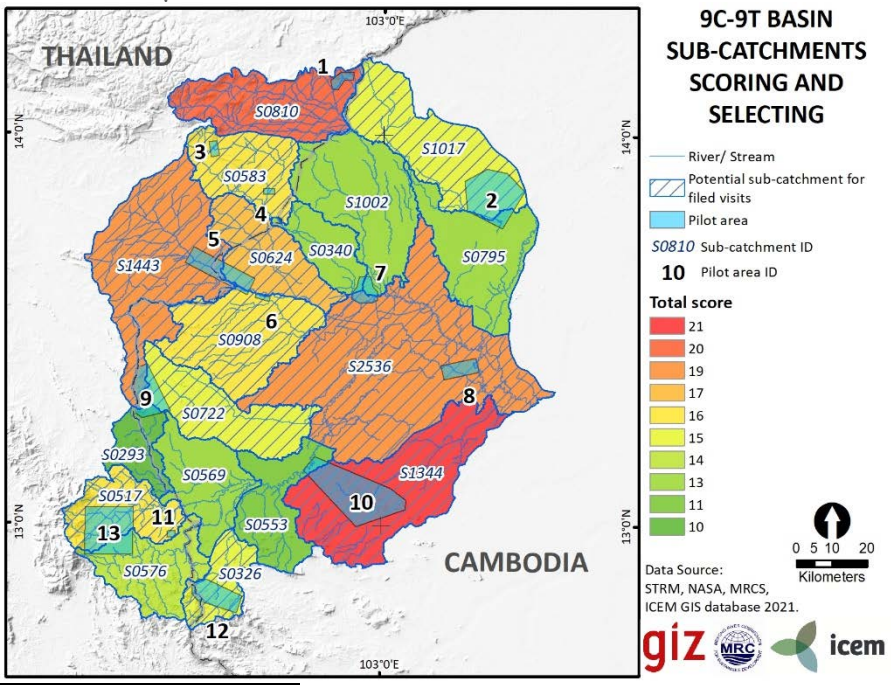 103°0'E
THAILAND
1
S0810
14°0'N
14°0'N
3
S0583
S1017
2
4
S1002
5
S0340
S0624
S1443
7
S0795
6
S0908
S2536
9
8
S0722
S0293
S0569
S1344
S0517
10
11
S0553
13
13°0'N
13°0'N
S0576
S0326
CAMBODIA
12
103°0'E
9C-9T BASIN
SUB-CATCHMENTS
SCORING AND
SELECTING
River/ Stream
Potential sub-catchment for
filed visits
Pilot area
S0810 Sub-catchment ID
10 Pilot area ID
Total score
21
20
19
17
16
15
14
13
11
10
0 5 10 20
Kilometers
Data Source:
STRM, NASA, MRCS,
ICEM GIS database 2021.
giz
MRC
icem